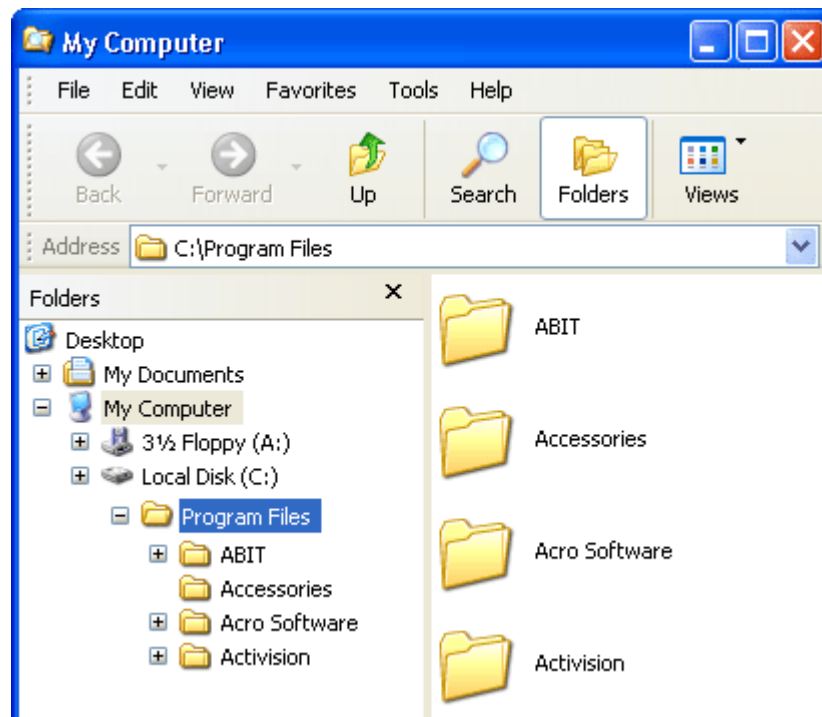 My Computer
File Edit View Favorites Tools Help
Back Forward Up Search Folders Views
Address C:\Program Files
Folders
Desktop
My Documents
My Computer
3½ Floppy (A:)
Local Disk (C:)
Program Files
ABIT
Accessories
Acro Software
Activision
ABIT
Accessories
Acro Software
Activision